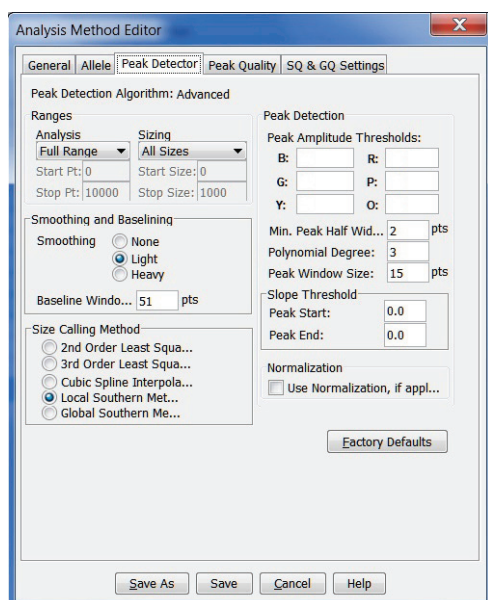 Analysis Method Editor
X
General Allele Peak Detector Peak Quality SQ & GQ Settings
Peak Detection Algorithm: Advanced
Ranges
Analysis Sizing
Full Range All Sizes
Start Pt: 0 Start Size: 0
Stop Pt: 10000 Stop Size: 1000
Smoothing and Baselining
Smoothing None
Light
Heavy
Baseline Windo... 51 pts
Size Calling Method
2nd Order Least Squa...
3rd Order Least Squa...
Cubic Spline Interpola...
Local Southern Met...
Global Southern Me...
Peak Detection
Peak Amplitude Thresholds:
B: R:
G: P:
Y: O:
Min. Peak Half Wid... 2 pts
Polynomial Degree: 3
Peak Window Size: 15 pts
Slope Threshold
Peak Start: 0.0
Peak End: 0.0
Normalization
Use Normalization, if appl...
Factory Defaults
Save As Save Cancel Help